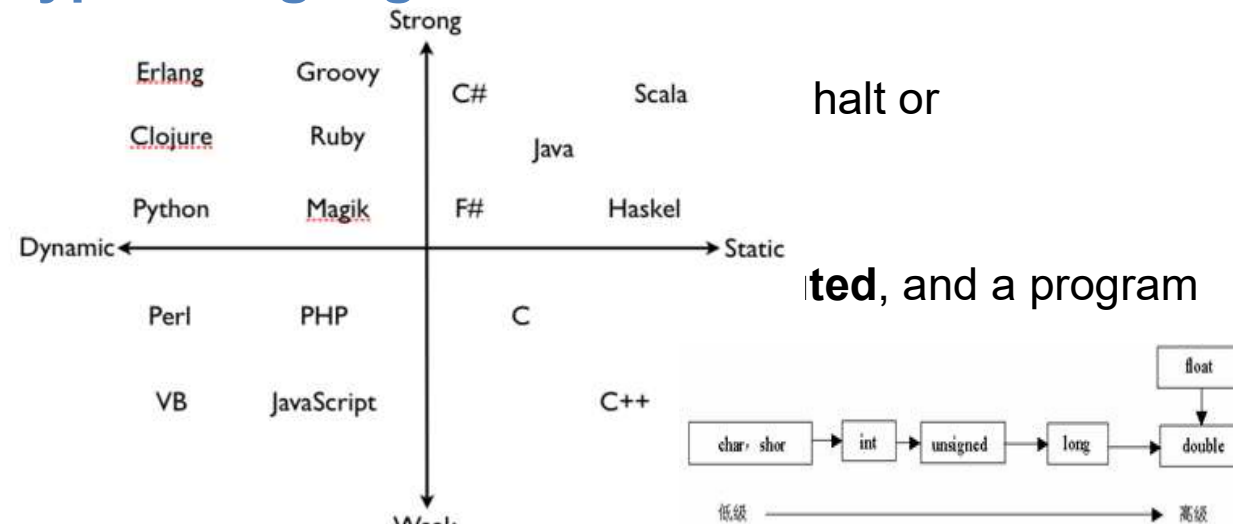 Strong
Erlang Groovy C# Scala halt or
Clojure Ruby Java
Python Magik F# Haskel
Dynamic Static
ted, and a program
Perl PHP C
float
VB JavaScript C++
char，shor int unsigned long double
低级 高级